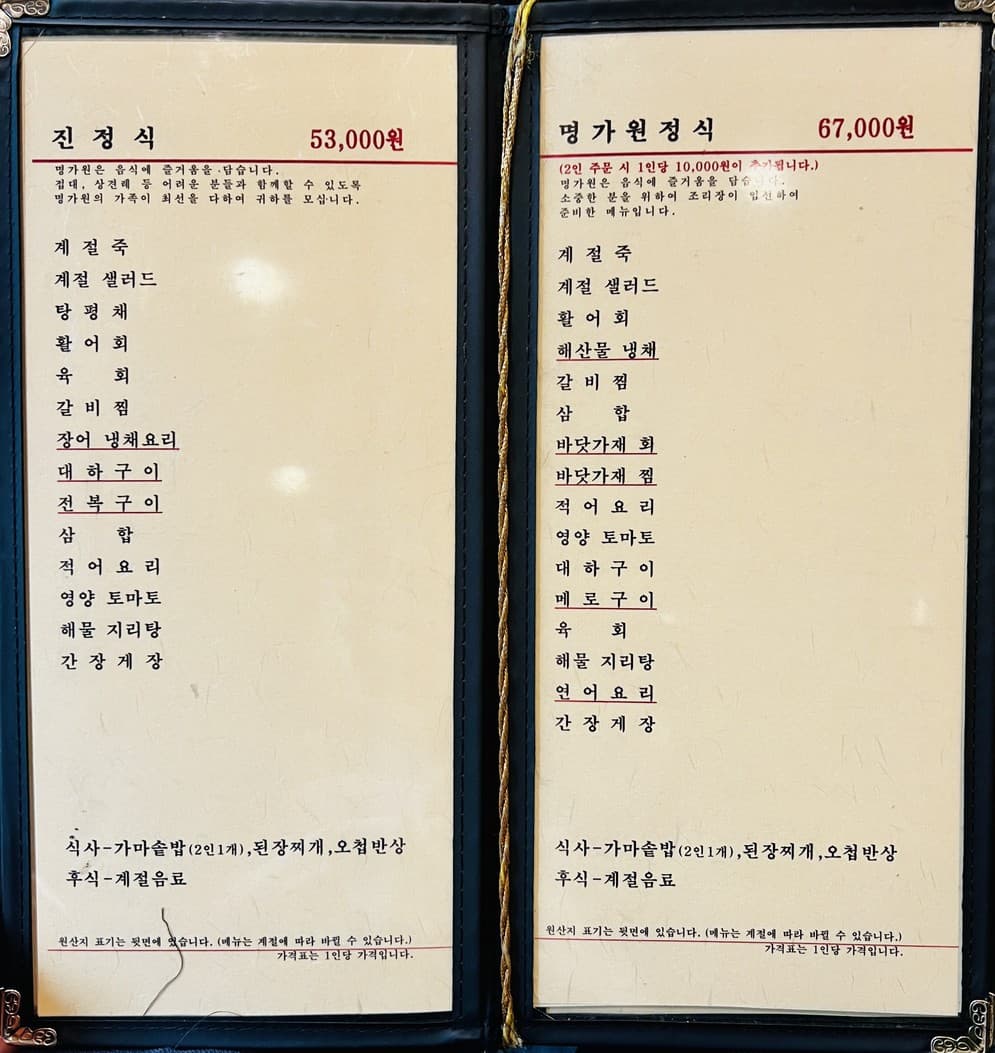 진 정 식 53,000원
명가원은 음식에 즐거움을 담습니다.
접대, 상견례 등 어려운 분들과 함께할 수 있도록
명가원의 가족이 최선을 다하여 귀하를 모십니다.
계 절 죽
계절 샐러드
탕 평 채
활 어 회
육 회
갈 비 찜
장어 냉채요리
대 하 구 이
전 복 구 이
삼 합
적 어 요 리
영양 토마토
해물 지리탕
간 장 게 장
식사-가마솥밥(2인1개),된장찌개,오첩반상
후식-계절음료
원산지 표기는 뒷면에 있습니다. (메뉴는 계절에 따라 바뀔 수 있습니다.)
가격표는 1인당 가격입니다.
명 가 원 정 식 67,000원
(2인 주문 시 1인당 10,000원이 추가됩니다.)
명가원은 음식에 즐거움을 담습니다.
소중한 분을 위하여 조리장이 엄선하여
준비한 메뉴입니다.
계 절 죽
계절 샐러드
활 어 회
해산물 냉채
갈 비 찜
삼 합
바닷가재 회
바닷가재 찜
적 어 요 리
영양 토마토
대 하 구 이
메 로 구 이
육 회
해물 지리탕
연 어 요 리
간 장 게 장
식사-가마솥밥(2인1개),된장찌개,오첩반상
후식-계절음료
원산지 표기는 뒷면에 있습니다. (메뉴는 계절에 따라 바뀔 수 있습니다.)
가격표는 1인당 가격입니다.